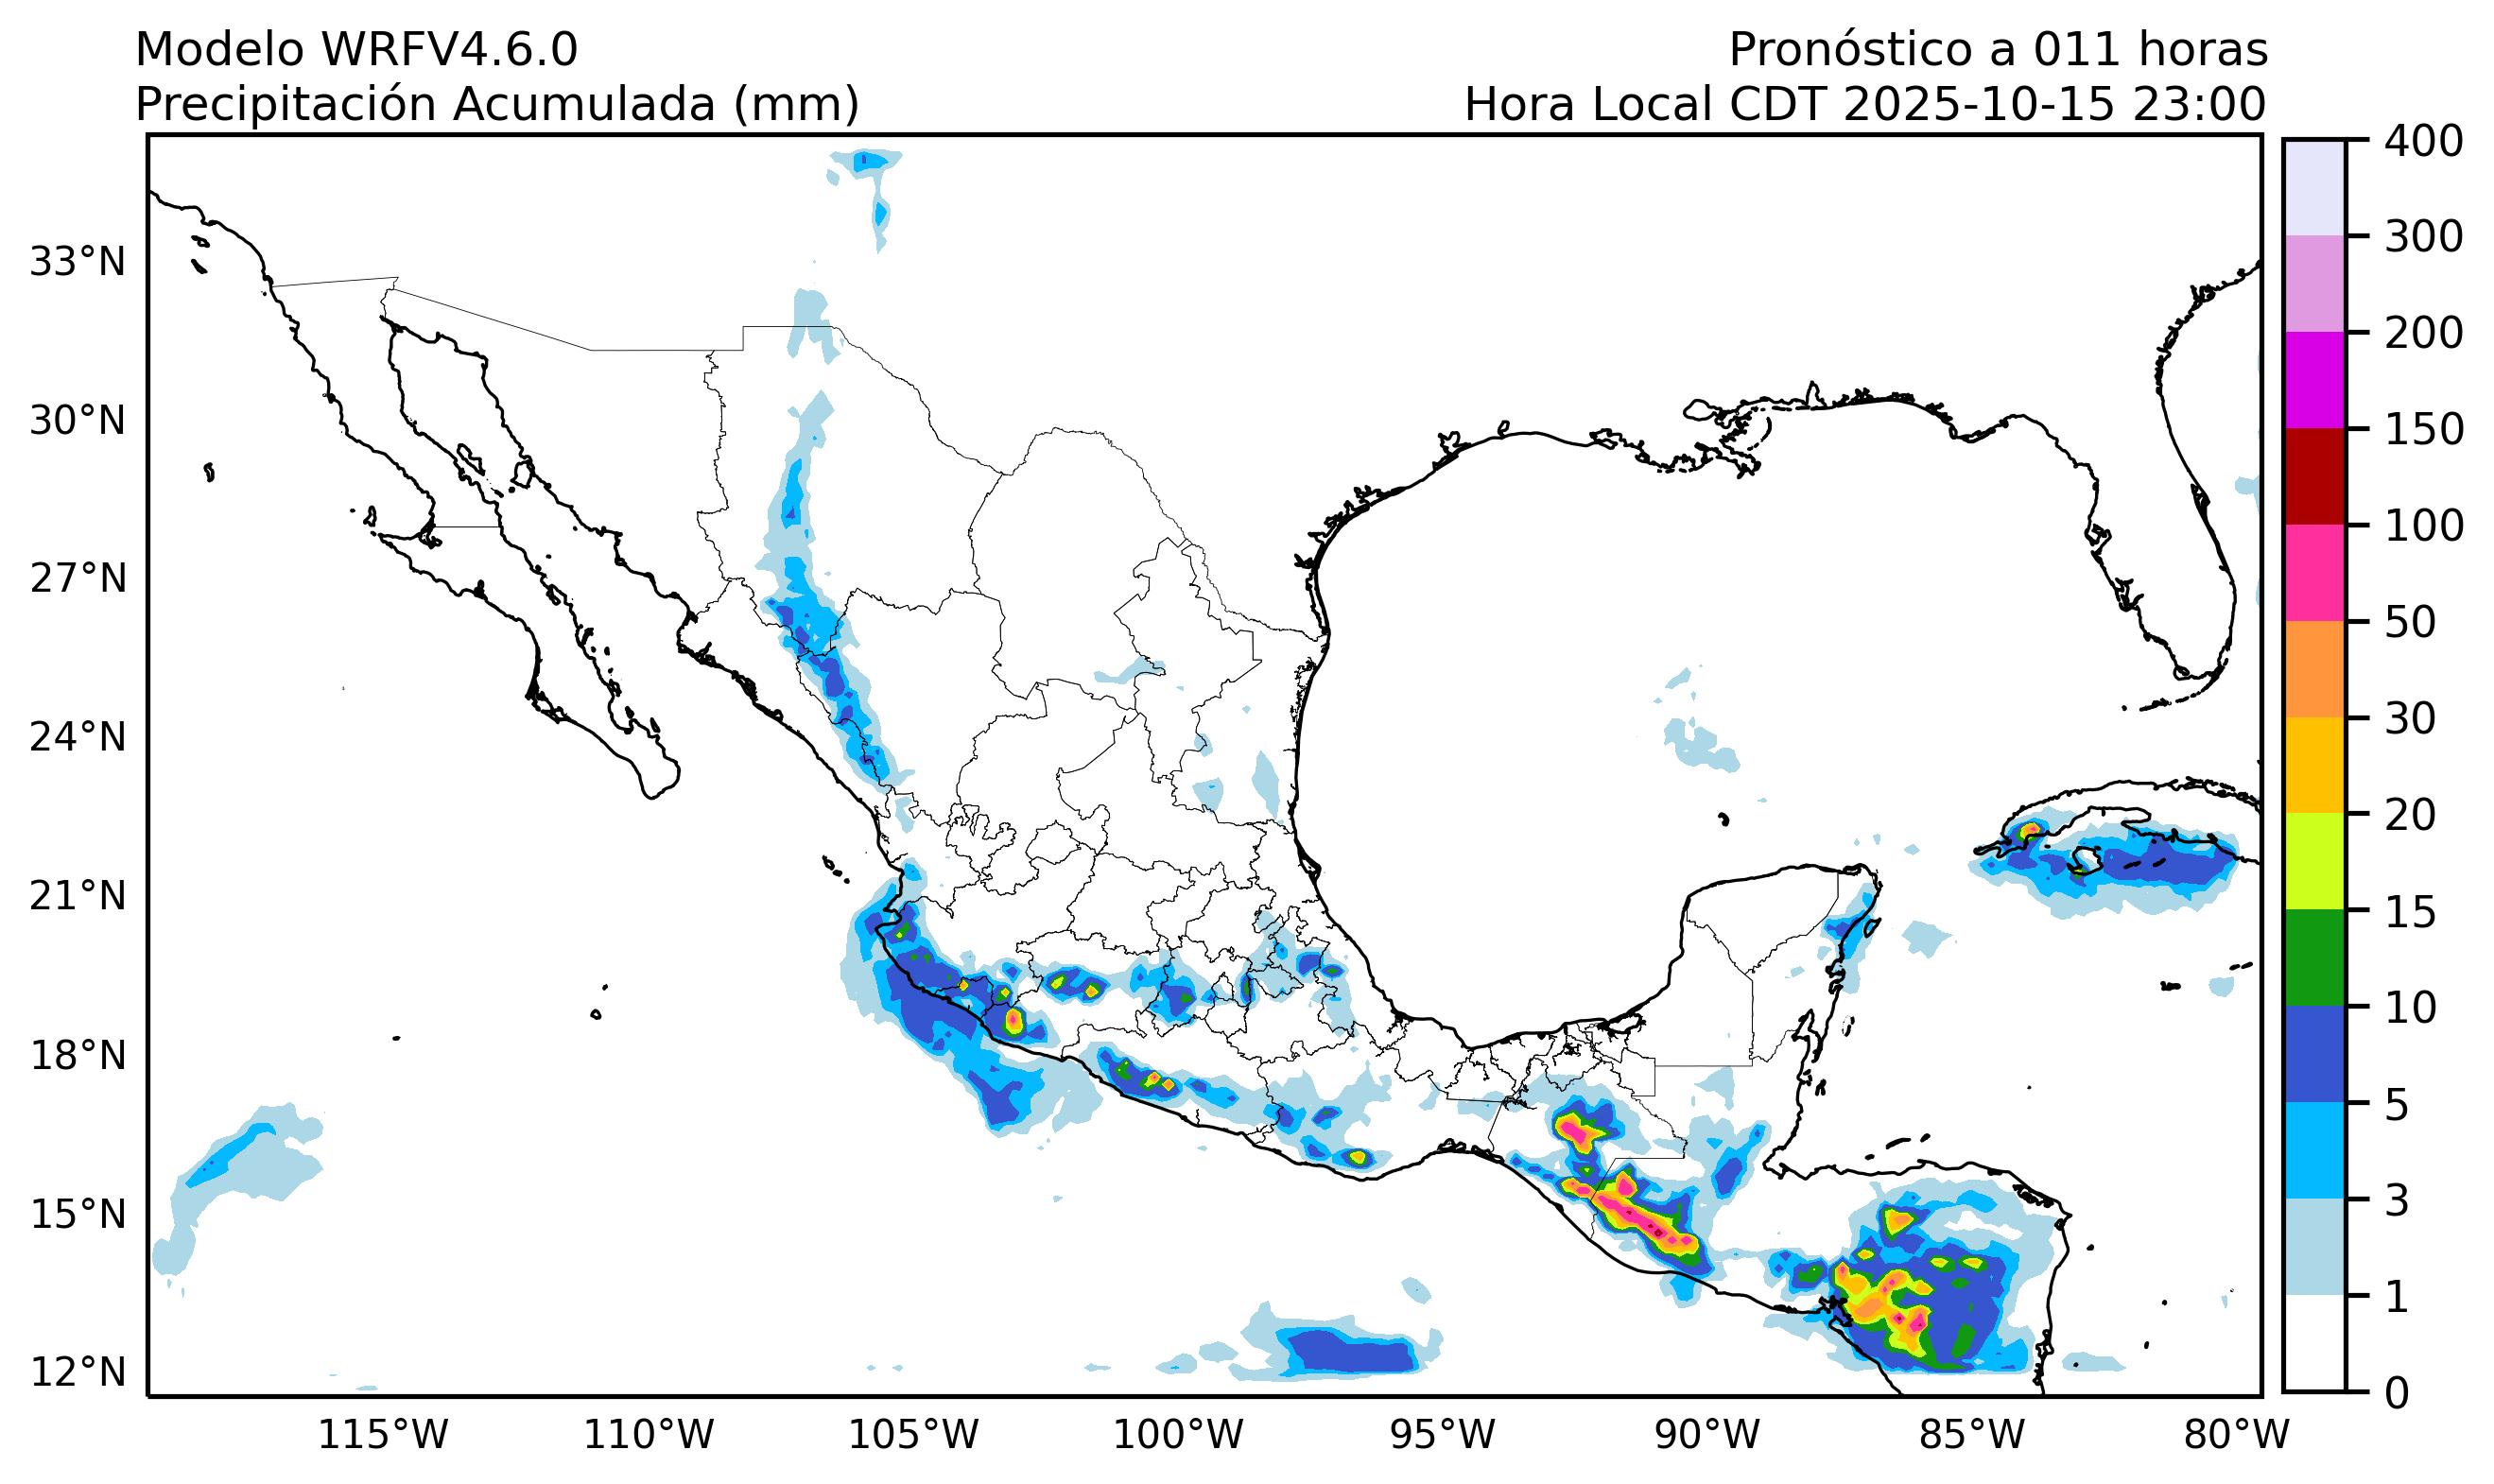 Modelo WRFV4.6.0
Pronóstico a 011 horas
Precipitación Acumulada (mm)
Hora Local CDT 2025-10-15 23:00
33°N
30°N
27°N
24°N
21°N
18°N
15°N
12°N
115°W
110°W
105°W
100°W
95°W
90°W
85°W
80°W
400
300
200
150
100
50
30
20
15
10
5
3
1
0